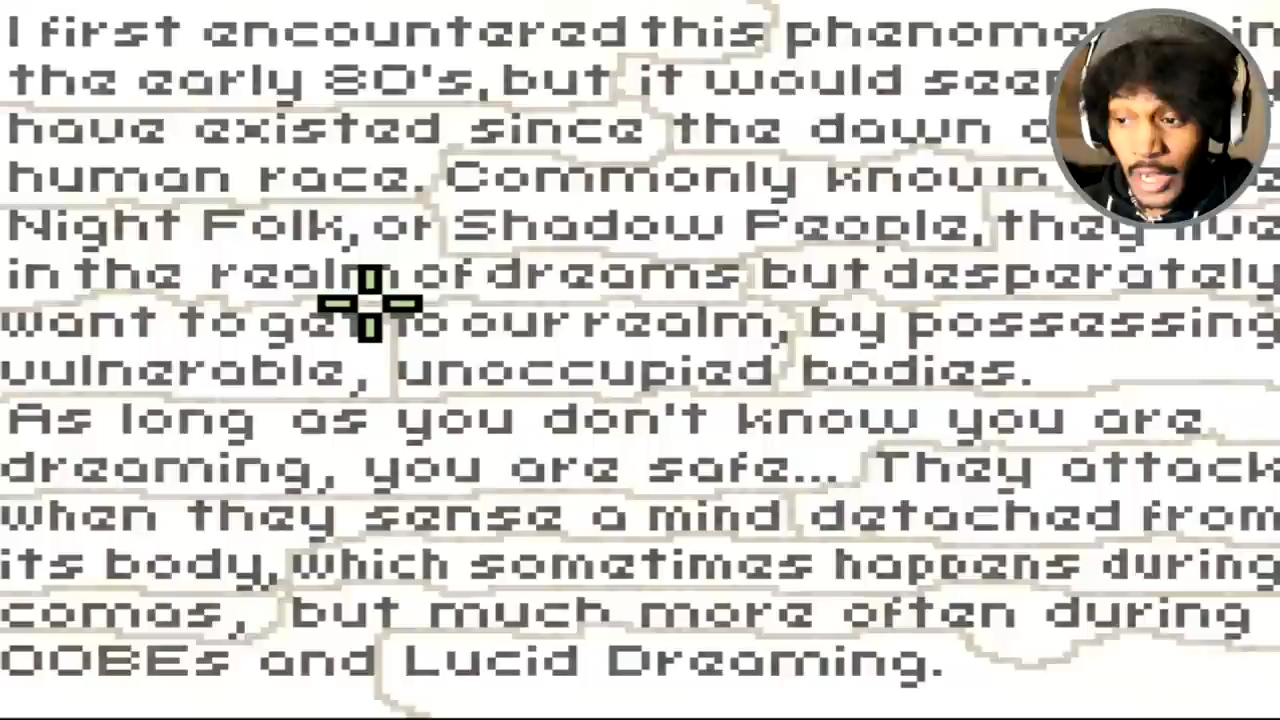 I first encountered this phenome in
the early 80's, but it would see
have existed since the dawn o
human race. Commonly known
Night Folk, or Shadow People, they live
in the realm of dreams but desperately
want to get to our realm, by possessing
vulnerable, unoccupied bodies.
As long as you don't know you are
dreaming, you are safe... They attack
when they sense a mind detached from
its body, which sometimes happens during
comas, but much more often during
OOBEs and Lucid Dreaming.